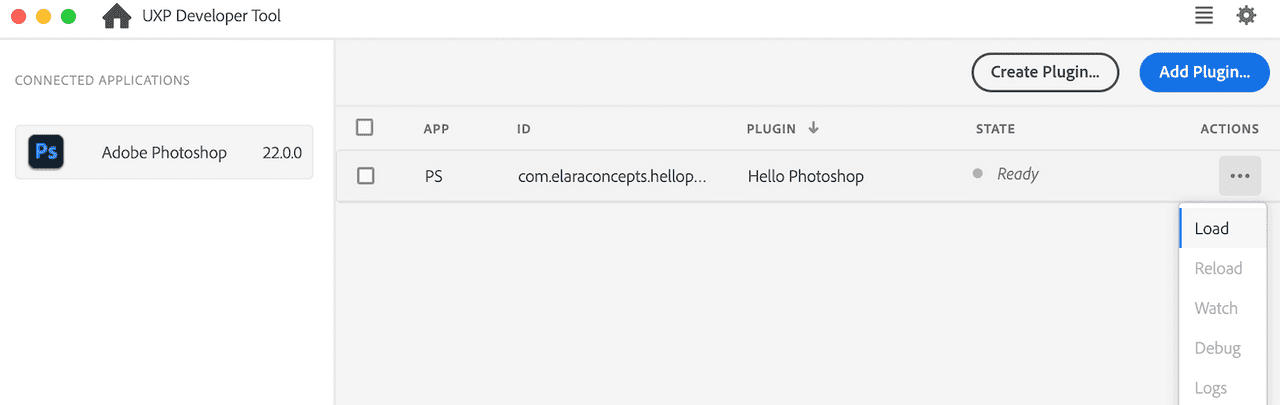 UXP Developer Tool
CONNECTED APPLICATIONS
Ps Adobe Photoshop 22.0.0
Create Plugin... Add Plugin...
APP ID PLUGIN STATE ACTIONS
PS com.elaraconcepts.hellop... Hello Photoshop Ready
Load
Reload
Watch
Debug
Logs